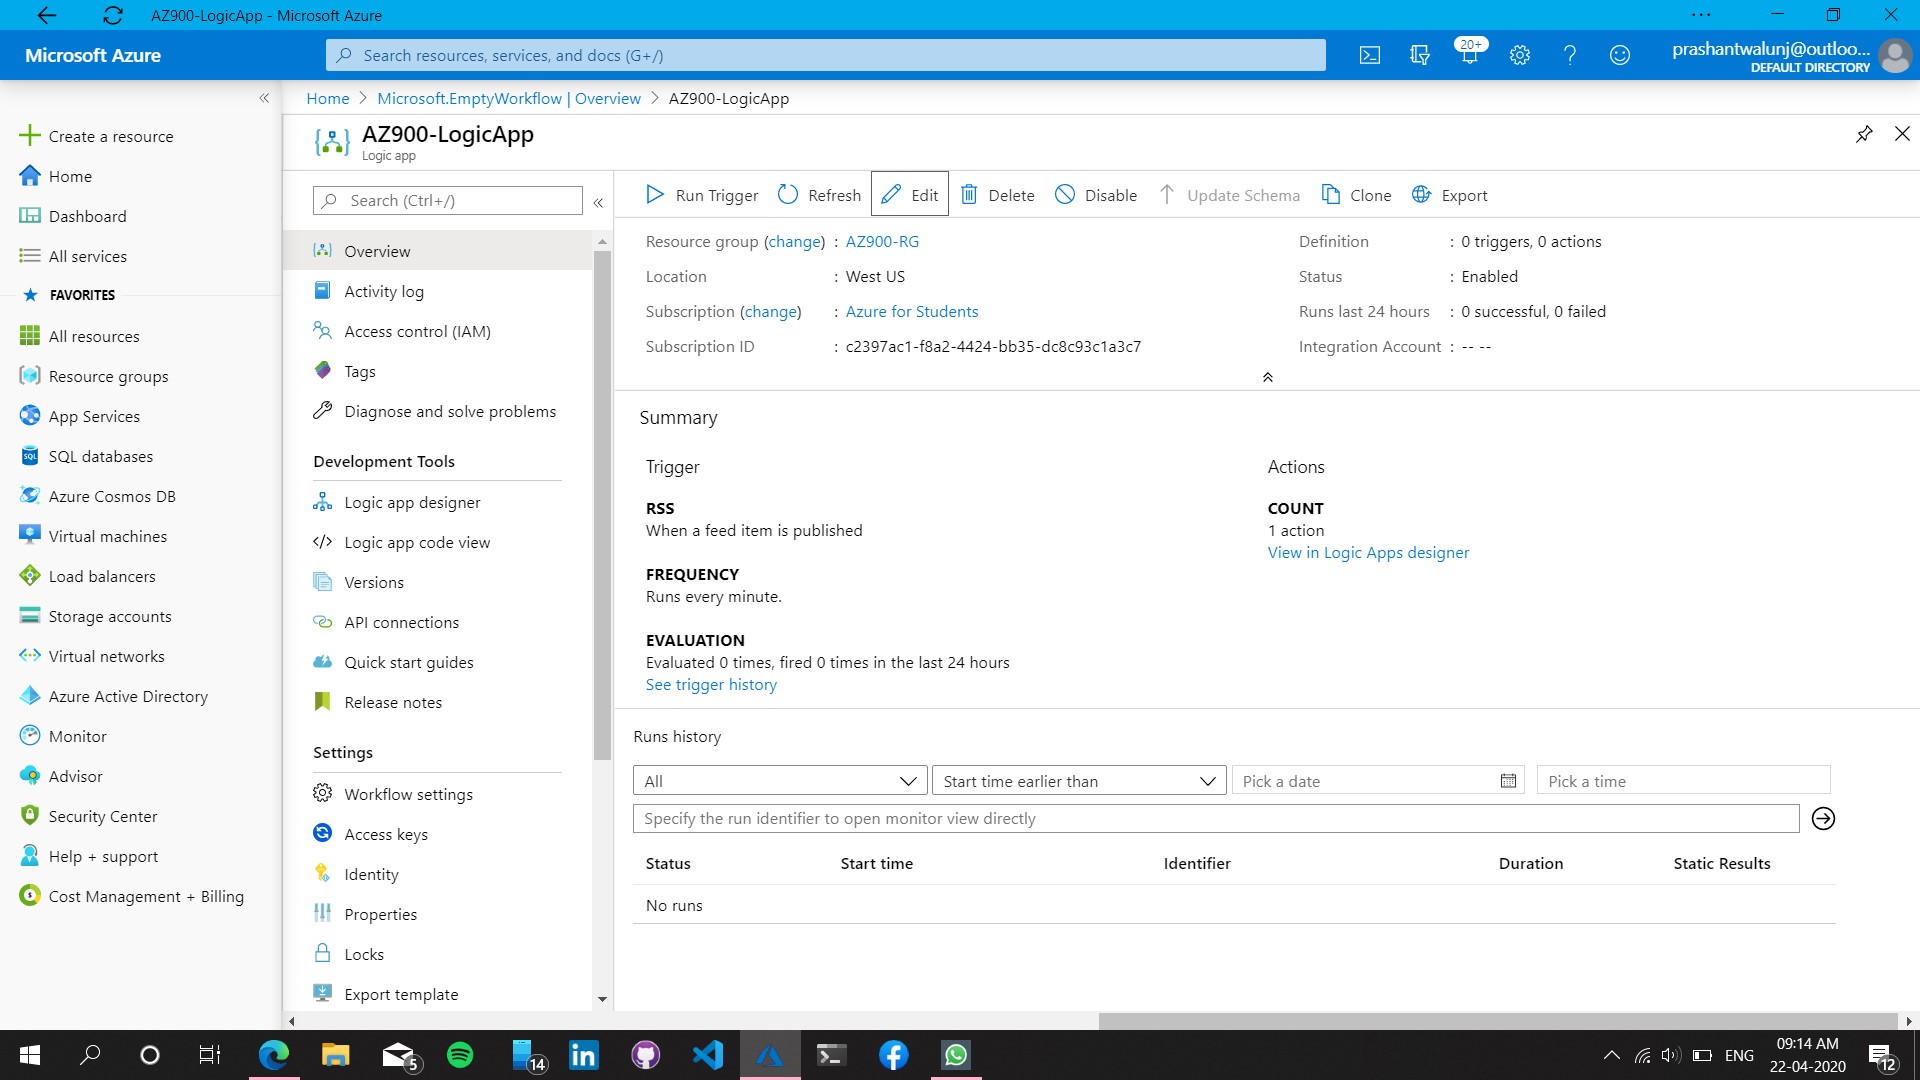 AZ900-LogicApp - Microsoft Azure
Microsoft Azure
Search resources, services, and docs (G+/)
20+
prashantwalunj@outloo...
DEFAULT DIRECTORY
Create a resource
Home
Dashboard
All services
FAVORITES
All resources
Resource groups
App Services
SQL databases
Azure Cosmos DB
Virtual machines
Load balancers
Storage accounts
Virtual networks
Azure Active Directory
Monitor
Advisor
Security Center
Help + support
Cost Management + Billing
Home > Microsoft.EmptyWorkflow | Overview > AZ900-LogicApp
AZ900-LogicApp
Logic app
Search (Ctrl+/)
Overview
Activity log
Access control (IAM)
Tags
Diagnose and solve problems
Development Tools
Logic app designer
Logic app code view
Versions
API connections
Quick start guides
Release notes
Settings
Workflow settings
Access keys
Identity
Properties
Locks
Export template
Run Trigger Refresh Edit Delete Disable Update Schema Clone Export
Resource group (change) : AZ900-RG
Location : West US
Subscription (change) : Azure for Students
Subscription ID : c2397ac1-f8a2-4424-bb35-dc8c93c1a3c7
Definition : 0 triggers, 0 actions
Status : Enabled
Runs last 24 hours : 0 successful, 0 failed
Integration Account : -- --
Summary
Trigger
RSS
When a feed item is published
FREQUENCY
Runs every minute.
EVALUATION
Evaluated 0 times, fired 0 times in the last 24 hours
See trigger history
Actions
COUNT
1 action
View in Logic Apps designer
Runs history
All Start time earlier than Pick a date Pick a time
Specify the run identifier to open monitor view directly
Status Start time Identifier Duration Static Results
No runs
5
14
ENG
09:14 AM
22-04-2020
12